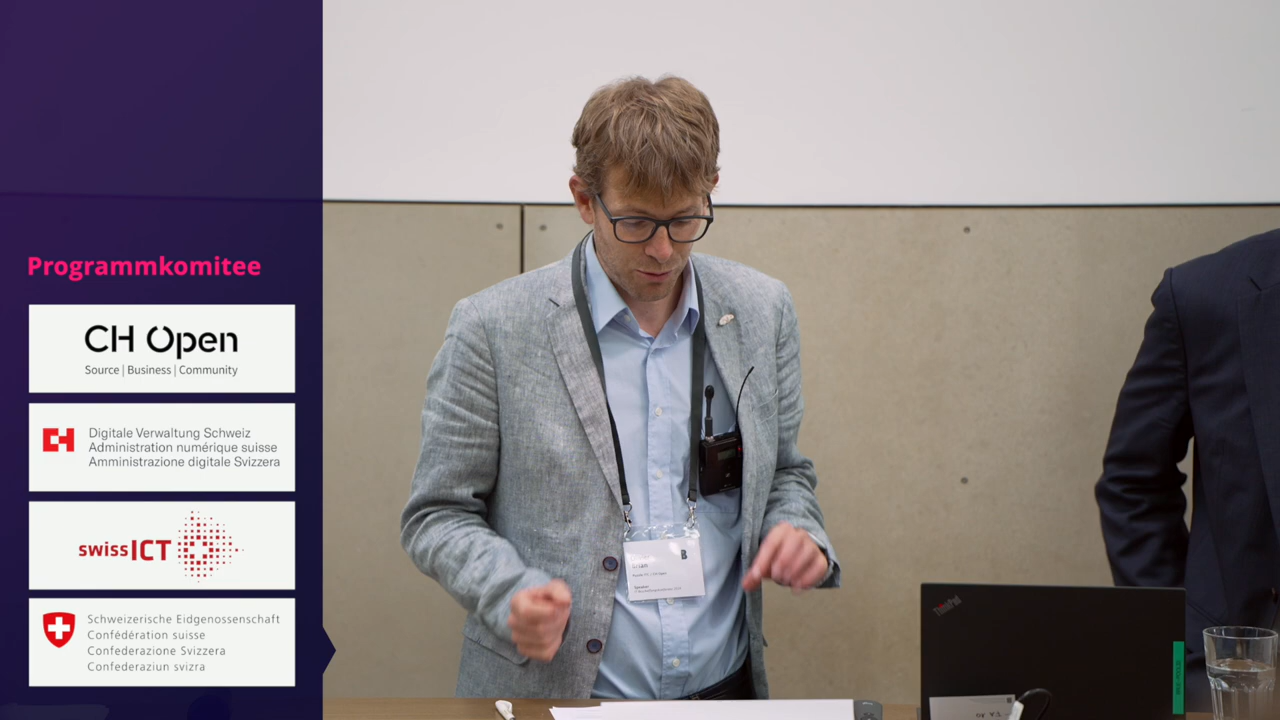 Programmkomitee
CH Open
Source | Business | Community
Digitale Verwaltung Schweiz
Administration numérique suisse
Amministrazione digitale Svizzera
swissICT
Schweizerische Eidgenossenschaft
Confédération suisse
Confederazione Svizzera
Confederaziun svizra
B
ThinkPad